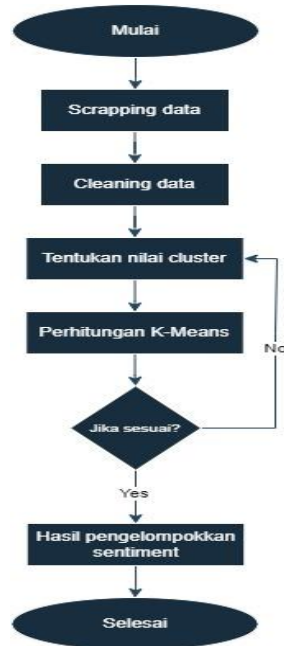 Mulai
Scrapping data
Cleaning data
Tentukan nilai cluster
Perhitungan K-Means
No
Jika sesuai?
Yes
Hasil pengelompokkan
sentiment
Selesai